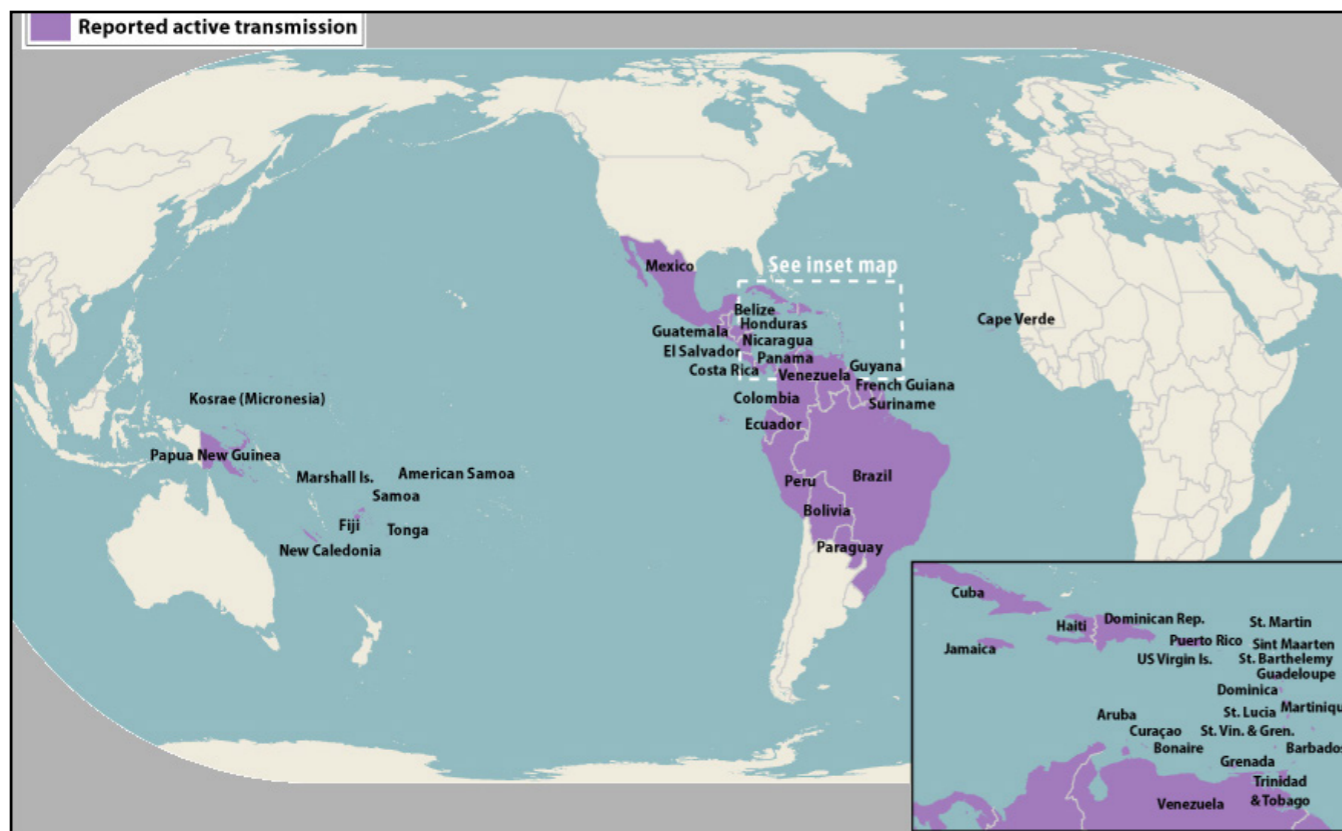 Reported active transmission
See inset map
Mexico
Belize
Honduras
Guatemala
Nicaragua
El Salvador
Panama
Costa Rica
Venezuela
Guyana
French Guiana
Suriname
Colombia
Ecuador
Peru
Brazil
Bolivia
Paraguay
Cape Verde
Kosrae (Micronesia)
Papua New Guinea
Marshall Is.
American Samoa
Samoa
Fiji
Tonga
New Caledonia
Cuba
Haiti
Dominican Rep.
St. Martin
Jamaica
Puerto Rico
Sint Maarten
US Virgin Is.
St. Barthelemy
Guadeloupe
Dominica
Martiniqu
Aruba
St. Lucia
Curaçao
St. Vin. & Gren.
Bonaire
Barbados
Grenada
Trinidad
& Tobago
Venezuela